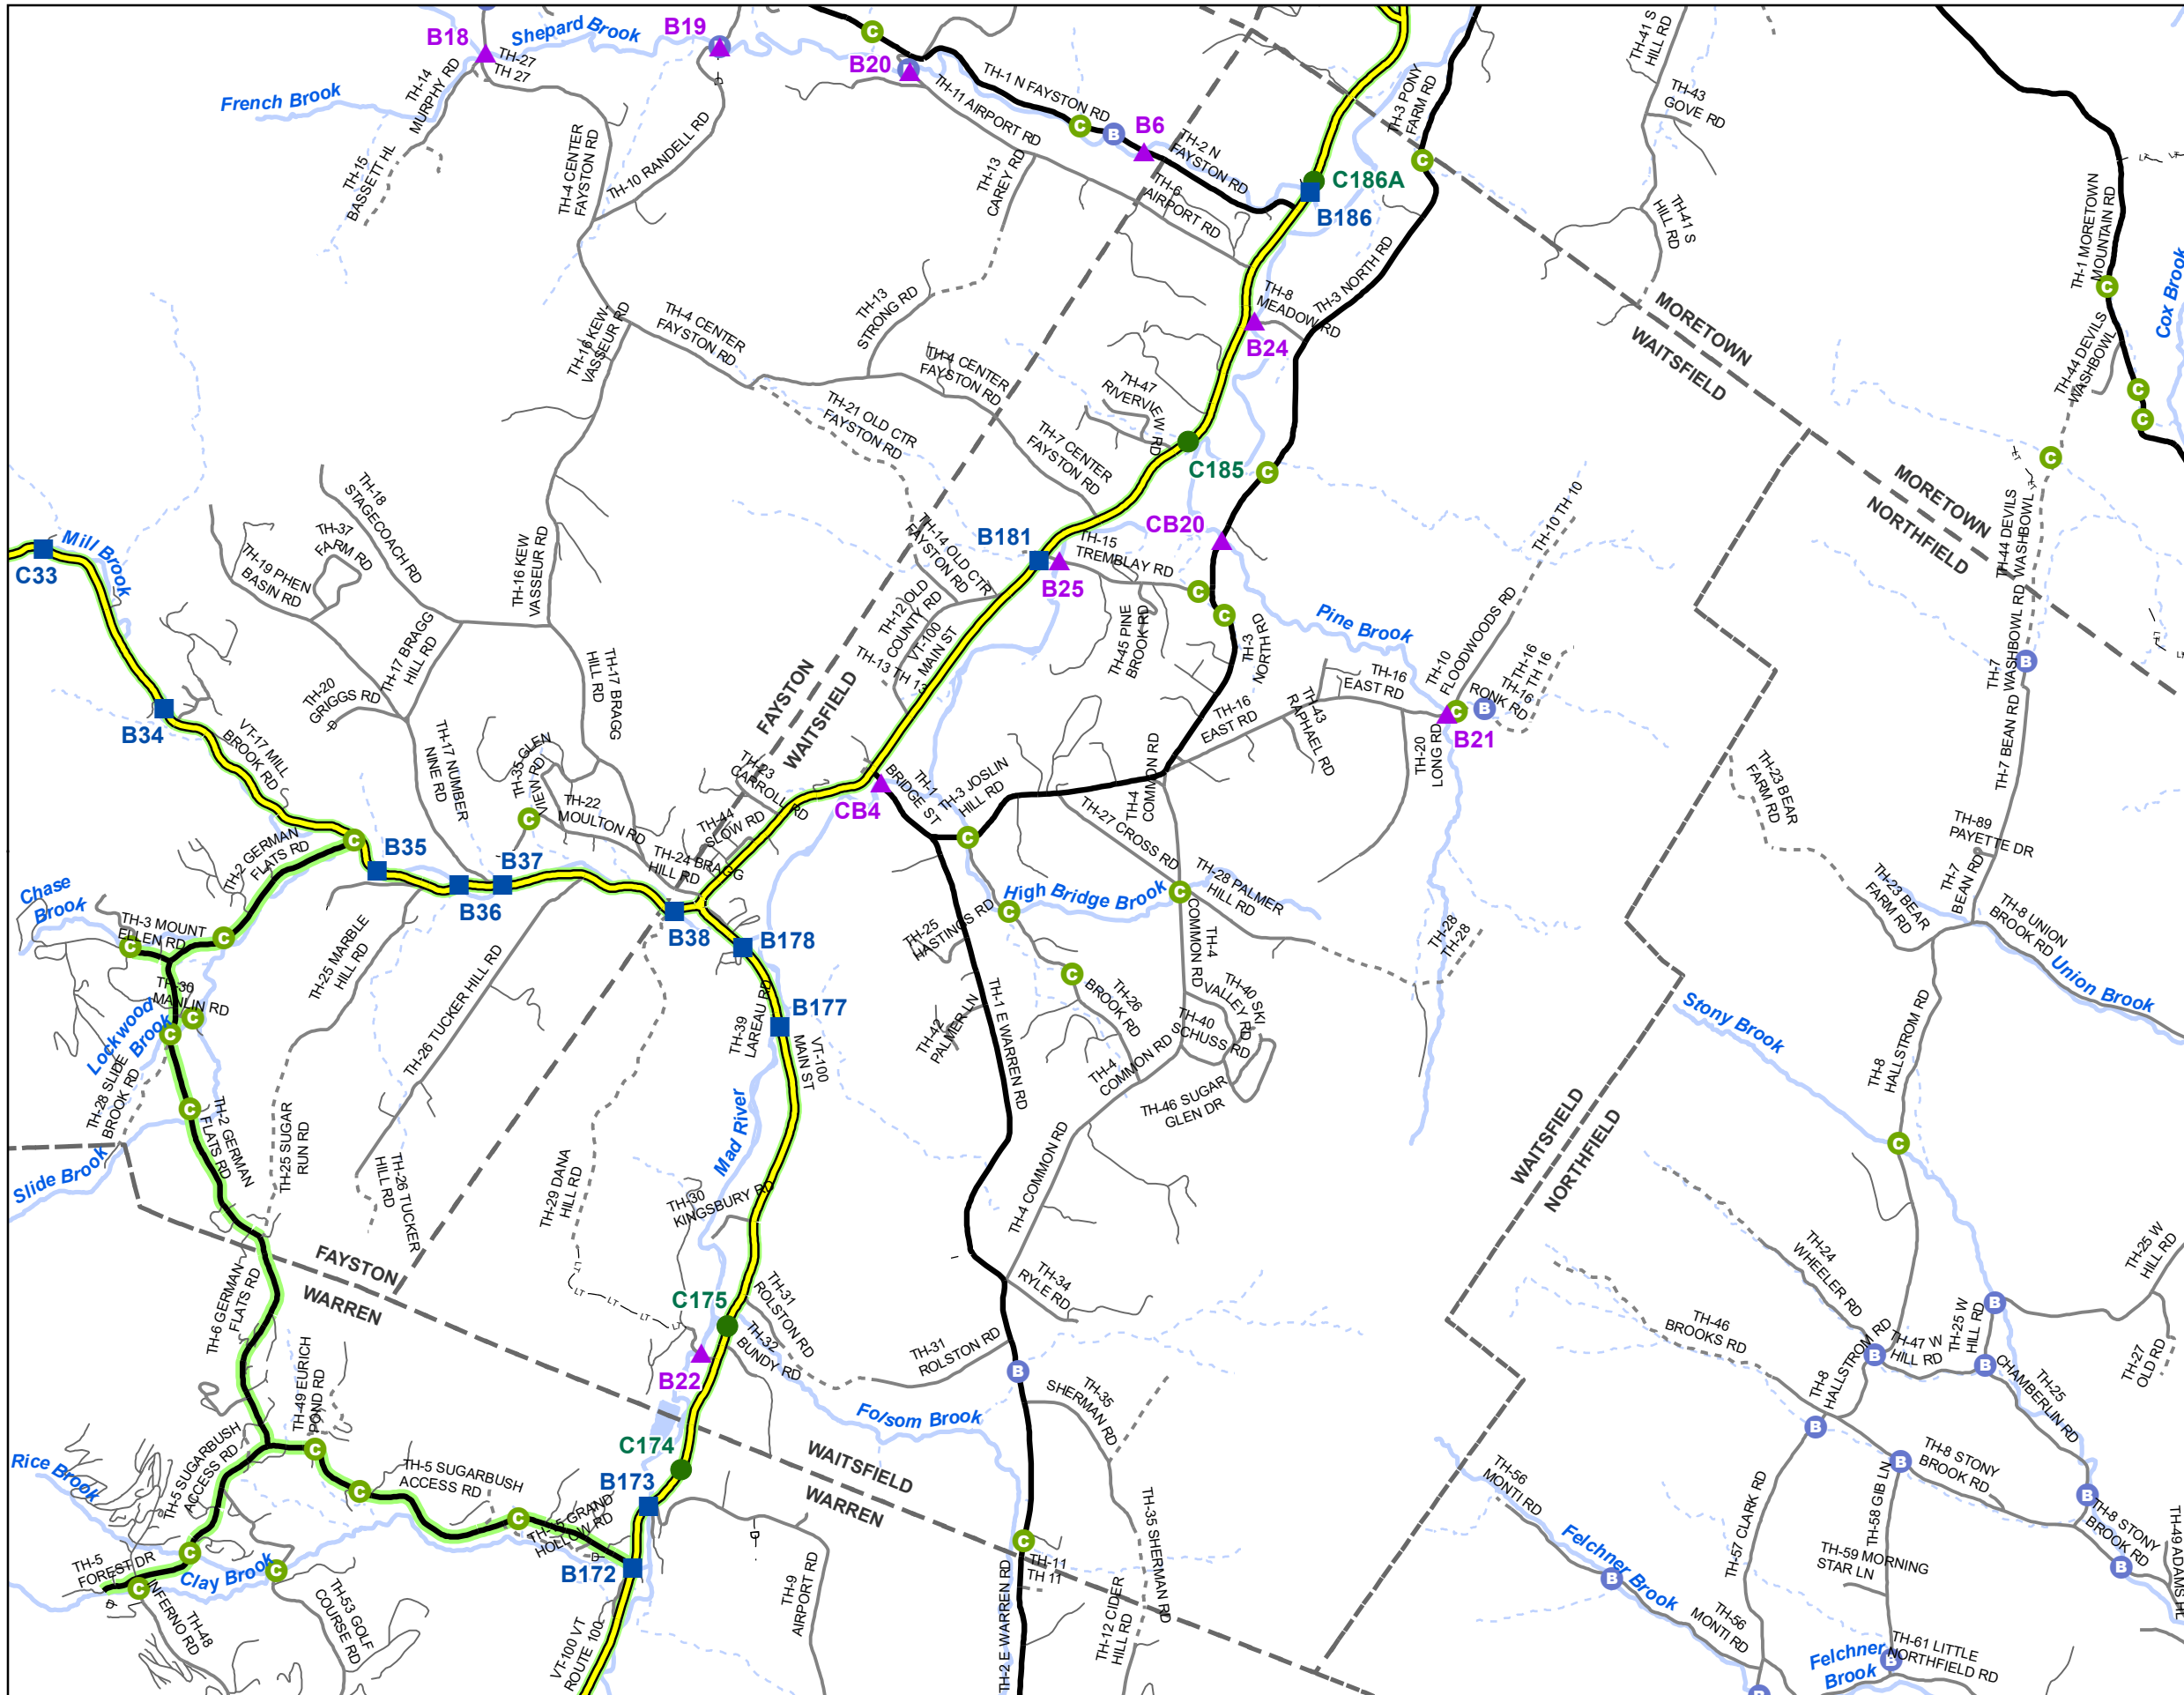 B18
Shepard Brook
B19
TH-27
TH 27
B20
TH-14
MURPHY RD
French Brook
TH-1 N FAYSTON RD
TH-11 AIRPORT RD
C
C
B
B6
TH-2 N
FAYSTON RD
TH-3 PONY
FARM RD
C
TH-41 S
HILL RD
TH-43
GOVE RD
TH-15
BASSETT HL
TH-4 CENTER
FAYSTON RD
TH-10 RANDELL RD
TH-13
CAREY RD
TH-6
AIRPORT RD
C186A
B186
TH-41 S
HILL RD
TH-1 MORETOWN
MOUNTAIN RD
C
Cox Brook
TH-3 NORTH RD
TH-8
MEADOW RD
B24
MORETOWN
WAITSFIELD
TH-16 KEW-
VASSEUR RD
TH-4 CENTER
FAYSTON RD
TH-13
STRONG RD
TH-4 CENTER
FAYSTON RD
TH-47
RIVERVIEW RD
TH-44 DEVILS
WASHBOWL
C
C
C
TH-21 OLD CTR
FAYSTON RD
TH-7 CENTER
FAYSTON RD
C185
C
MORETOWN
NORTHFIELD
TH-18
STAGECOACH RD
TH-37
FARM RD
TH-19 PHEN
BASIN RD
TH-16 KEW
VASSEUR RD
TH-14 OLD CTR
FAYSTON RD
B181
CB20
TH-15
TREMBLAY RD
B25
C
C
TH-10 TH 10
TH-44 DEVILS
WASHBOWL RD
C33
Mill Brook
TH-12 OLD
COUNTY RD
VT-100
MAIN ST
TH-13 TH 13
TH-45 PINE
BROOK RD
TH-3
NORTH RD
Pine Brook
TH-10
FLOODWOODS RD
TH-16
TH 16
TH-16
RONK RD
B
C
B21
TH-7
WASHBOWL RD
B
TH-17 BRAGG
HILL RD
TH-17 BRAGG
HILL RD
TH-20
GRIGGS RD
FAYSTON
WAITSFIELD
TH-16
EAST RD
TH-16
EAST RD
TH-43
RAPHAEL RD
TH-20
LONG RD
B34
VT-17 MILL
BROOK RD
TH-17 NUMBER
NINE RD
TH-35 GLEN
VIEW RD
C
TH-22
MOULTON RD
TH-23
CARROLL RD
TH-44
SLOW RD
CB4
TH-1
BRIDGE ST
TH-3 JOSLIN
HILL RD
TH-4
COMMON RD
TH-27 CROSS RD
TH-7 BEAN RD
TH-23 BEAR
FARM RD
TH-89
PAYETTE DR
TH-2 GERMAN
FLATS RD
C
B35
B36
B37
TH-24 BRAGG
HILL RD
B38
B178
C
High Bridge Brook
C
C
TH-28 PALMER
HILL RD
TH-7
BEAN RD
TH-23 BEAR
FARM RD
TH-8 UNION
BROOK RD
Union Brook
Chase
Brook
TH-3 MOUNT
ELLEN RD
C
C
TH-25 MARBLE
HILL RD
TH-26 TUCKER HILL RD
TH-25
HASTINGS RD
TH-28
TH-28
TH-30
MANLIN RD
C
C
Lockwood
Brook
TH-39
LAREAU RD
B177
VT-100
MAIN ST
TH-42
PALMER LN
TH-1 E WARREN RD
C
TH-26
BROOK RD
TH-4
COMMON RD
TH-40 SKI
VALLEY RD
TH-40
SCHUSS RD
TH-4
COMMON RD
TH-46 SUGAR
GLEN DR
Stony Brook
TH-8
HALLSTROM RD
C
TH-28 SLIDE
BROOK RD
C
TH-2 GERMAN
FLATS RD
TH-25 SUGAR
RUN RD
TH-26 TUCKER
HILL RD
Slide Brook
Mad River
TH-29 DANA
HILL RD
TH-30
KINGSBURY RD
TH-4 COMMON RD
WAITSFIELD
NORTHFIELD
FAYSTON
WARREN
TH-6 GERMAN
FLATS RD
TH-34
RYLE RD
TH-24
WHEELER RD
TH-25 W
HILL RD
LT
LT
LT
LT
C175
TH-31
ROLSTON RD
TH-32
BUNDY RD
TH-31
ROLSTON RD
B22
B
TH-46
BROOKS RD
TH-8
HALLSTROM RD
B
TH-47 W
HILL RD
TH-25 W
HILL RD
B
B
TH-25
CHAMBERLIN RD
TH-27
OLD RD
TH-49 EURICH
POND RD
C
TH-35
SHERMAN RD
Folsom Brook
B
B
B
TH-8 STONY
BROOK RD
TH-8 STONY
BROOK RD
B
TH-49 ADAMS HL
Rice Brook
TH-5 SUGARBUSH
ACCESS RD
TH-5 SUGARBUSH
ACCESS RD
C
C
C174
B173
TH-55 GRAND
HOLLOW RD
B172
WAITSFIELD
WARREN
TH-56
MONTI RD
Felchner Brook
B
TH-57 CLARK RD
TH-58 GIB LN
TH-59 MORNING
STAR LN
TH-35 SHERMAN RD
TH-5
FOREST DR
C
C
Clay Brook
C
TH-48
INFERNO RD
TH-53 GOLF
COURSE RD
VT-100 VT
ROUTE 100
TH-9
AIRPORT RD
C
TH-11
TH 11
TH-2 E WARREN RD
TH-12 CIDER
HILL RD
TH-56
MONTI RD
Felchner
Brook
B
TH-61 LITTLE
NORTHFIELD RD
B